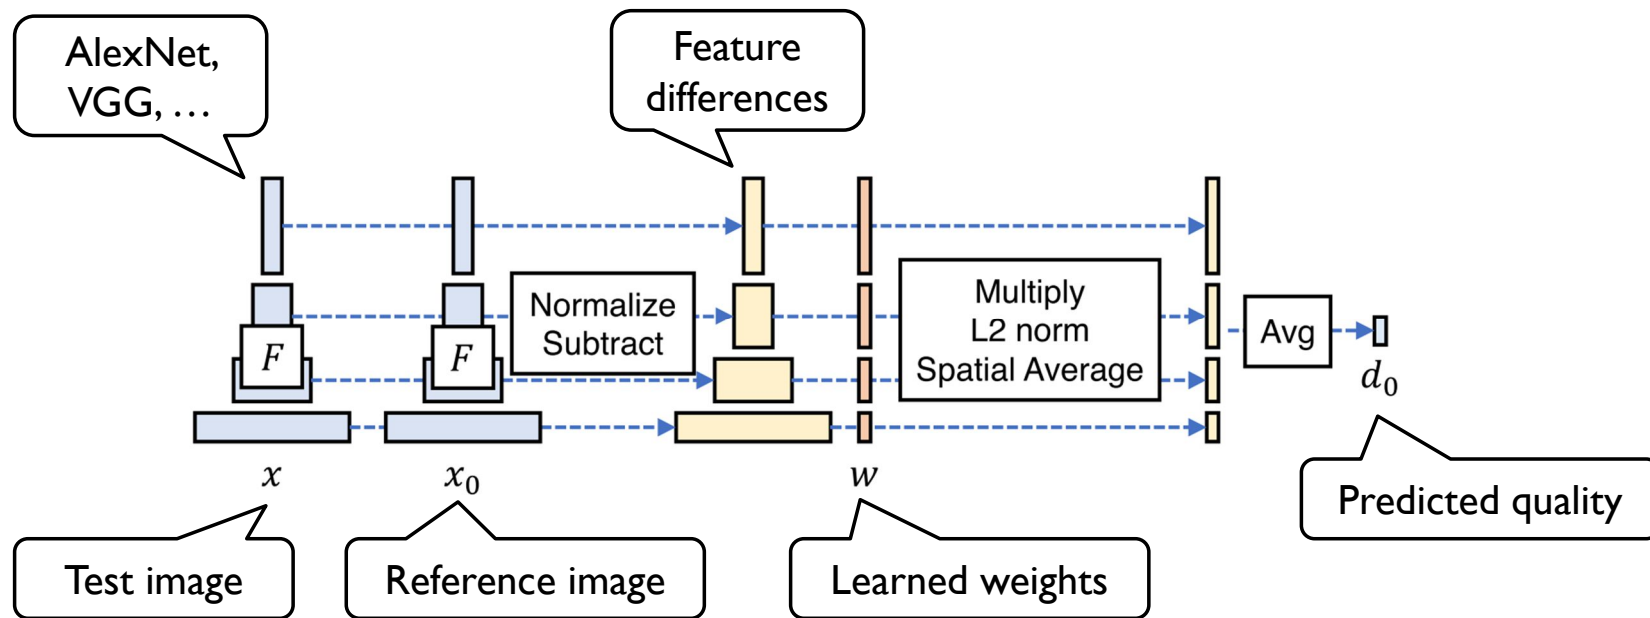 AlexNet,
VGG, …
Feature
differences
Normalize
Subtract
Multiply
L2 norm
Spatial Average
Avg
F
F
d₀
x
x₀
w
Test image
Reference image
Learned weights
Predicted quality